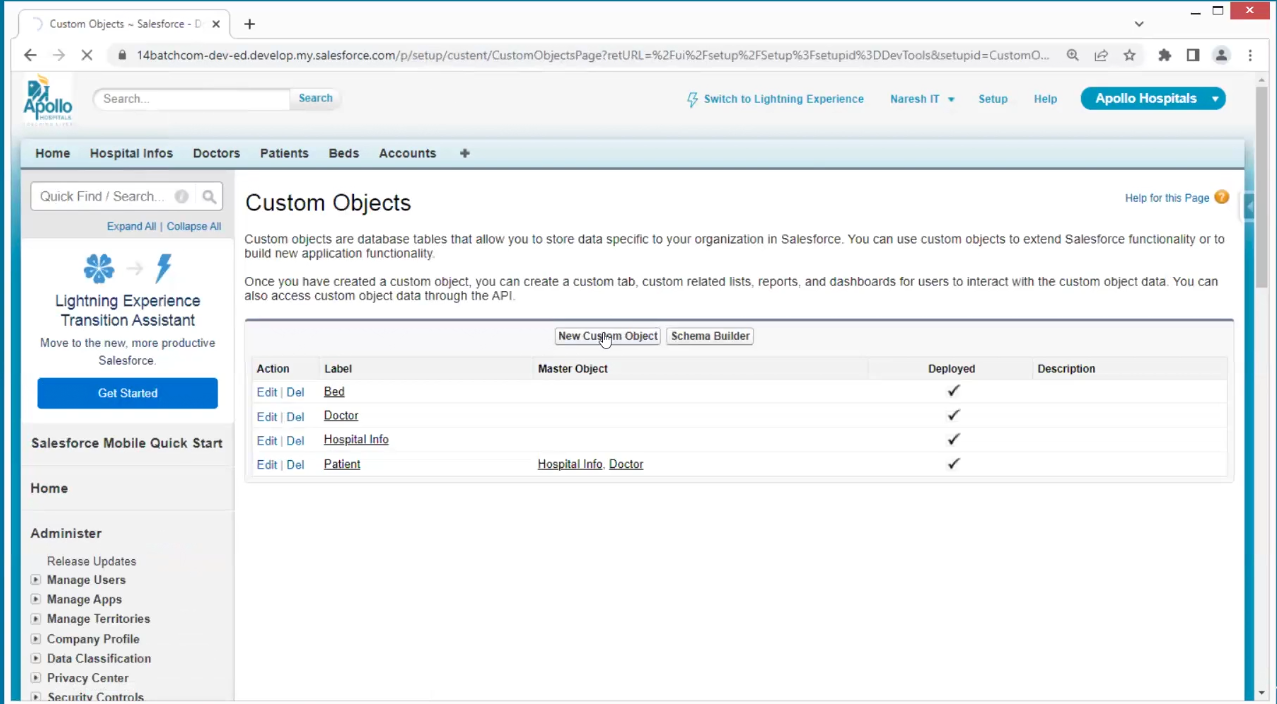 Custom Objects ~ Salesforce - D
14batchcom-dev-ed.develop.my.salesforce.com/p/setup/custent/CustomObjectsPage?retURL=%2Fui%2Fsetup%2FSetup%3Fsetupid%3DDevTools&setupid=CustomO...
Apollo
HOSPITALS
Search...
Search
Switch to Lightning Experience
Naresh IT
Setup
Help
Apollo Hospitals
Home Hospital Infos Doctors Patients Beds Accounts
Quick Find / Search...
Expand All | Collapse All
Lightning Experience
Transition Assistant
Move to the new, more productive
Salesforce.
Get Started
Salesforce Mobile Quick Start
Home
Administer
Release Updates
Manage Users
Manage Apps
Manage Territories
Company Profile
Data Classification
Privacy Center
Security Controls
Custom Objects
Help for this Page
Custom objects are database tables that allow you to store data specific to your organization in Salesforce. You can use custom objects to extend Salesforce functionality or to
build new application functionality.
Once you have created a custom object, you can create a custom tab, custom related lists, reports, and dashboards for users to interact with the custom object data. You can
also access custom object data through the API.
New Custom Object Schema Builder
Action Label Master Object Deployed Description
Edit | Del Bed
Edit | Del Doctor
Edit | Del Hospital Info
Edit | Del Patient Hospital Info, Doctor